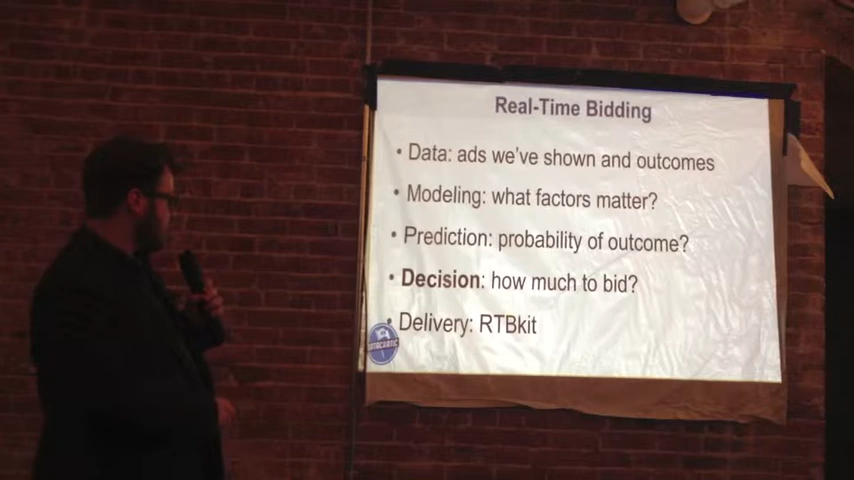 Real-Time Bidding
• Data: ads we've shown and outcomes
• Modeling: what factors matter?
• Prediction: probability of outcome?
• Decision: how much to bid?
• Delivery: RTBkit
DATACRATIC